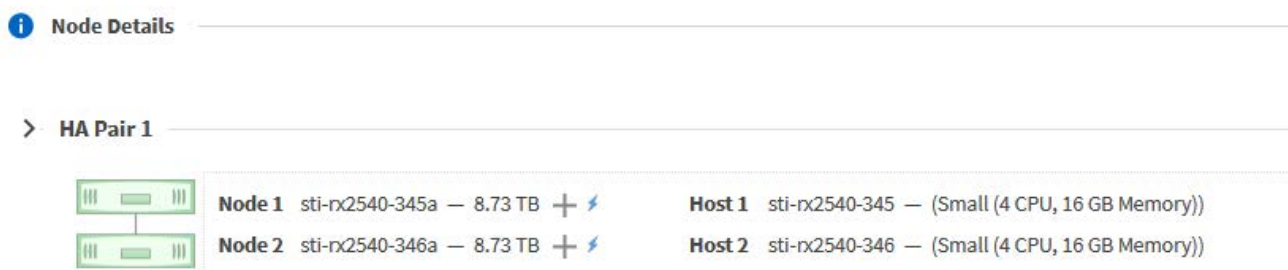 Node Details
HA Pair 1
Node 1 sti-rx2540-345a — 8.73 TB Host 1 sti-rx2540-345 — (Small (4 CPU, 16 GB Memory))
Node 2 sti-rx2540-346a — 8.73 TB Host 2 sti-rx2540-346 — (Small (4 CPU, 16 GB Memory))